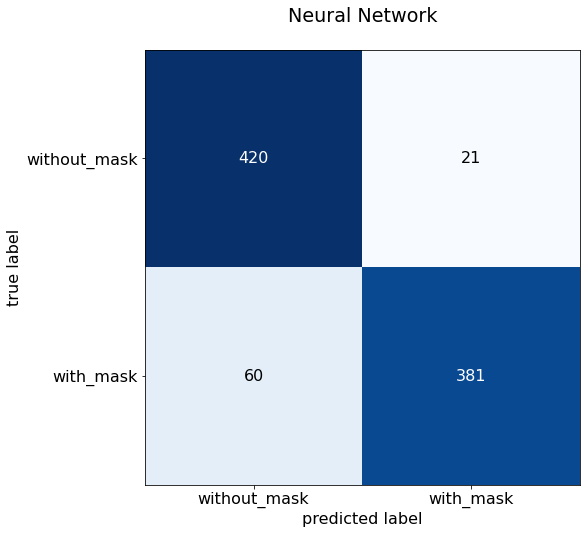 Neural Network
without_mask
420
21
true label
with_mask
60
381
without_mask
with_mask
predicted label